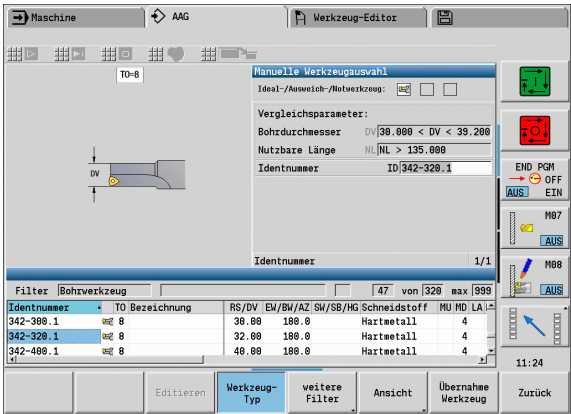 Maschine
AAG
Werkzeug-Editor
TO=8
DV
Manuelle Werkzeugauswahl
Ideal-/Ausweich-/Notwerkzeug:
Vergleichsparameter:
Bohrdurchmesser DV 30.000 < DV < 39.200
Nutzbare Länge NL NL > 135.000
Identnummer ID 342-320.1
Identnummer 1/1
Filter Bohrwerkzeug 47 von 320 max 999
Identnummer TO Bezeichnung RS/DV EW/BW/AZ SW/SB/HG Schneidstoff MU MD LA
342-300.1 8 30.00 180.0 Hartmetall 4
342-320.1 8 32.00 180.0 Hartmetall 4
342-400.1 8 40.00 180.0 Hartmetall 4
END PGM
OFF
AUS EIN
M07
AUS
M08
AUS
11:24
Editieren
Werkzeug-
Typ
weitere
Filter
Ansicht
Übernahme
Werkzeug
Zurück